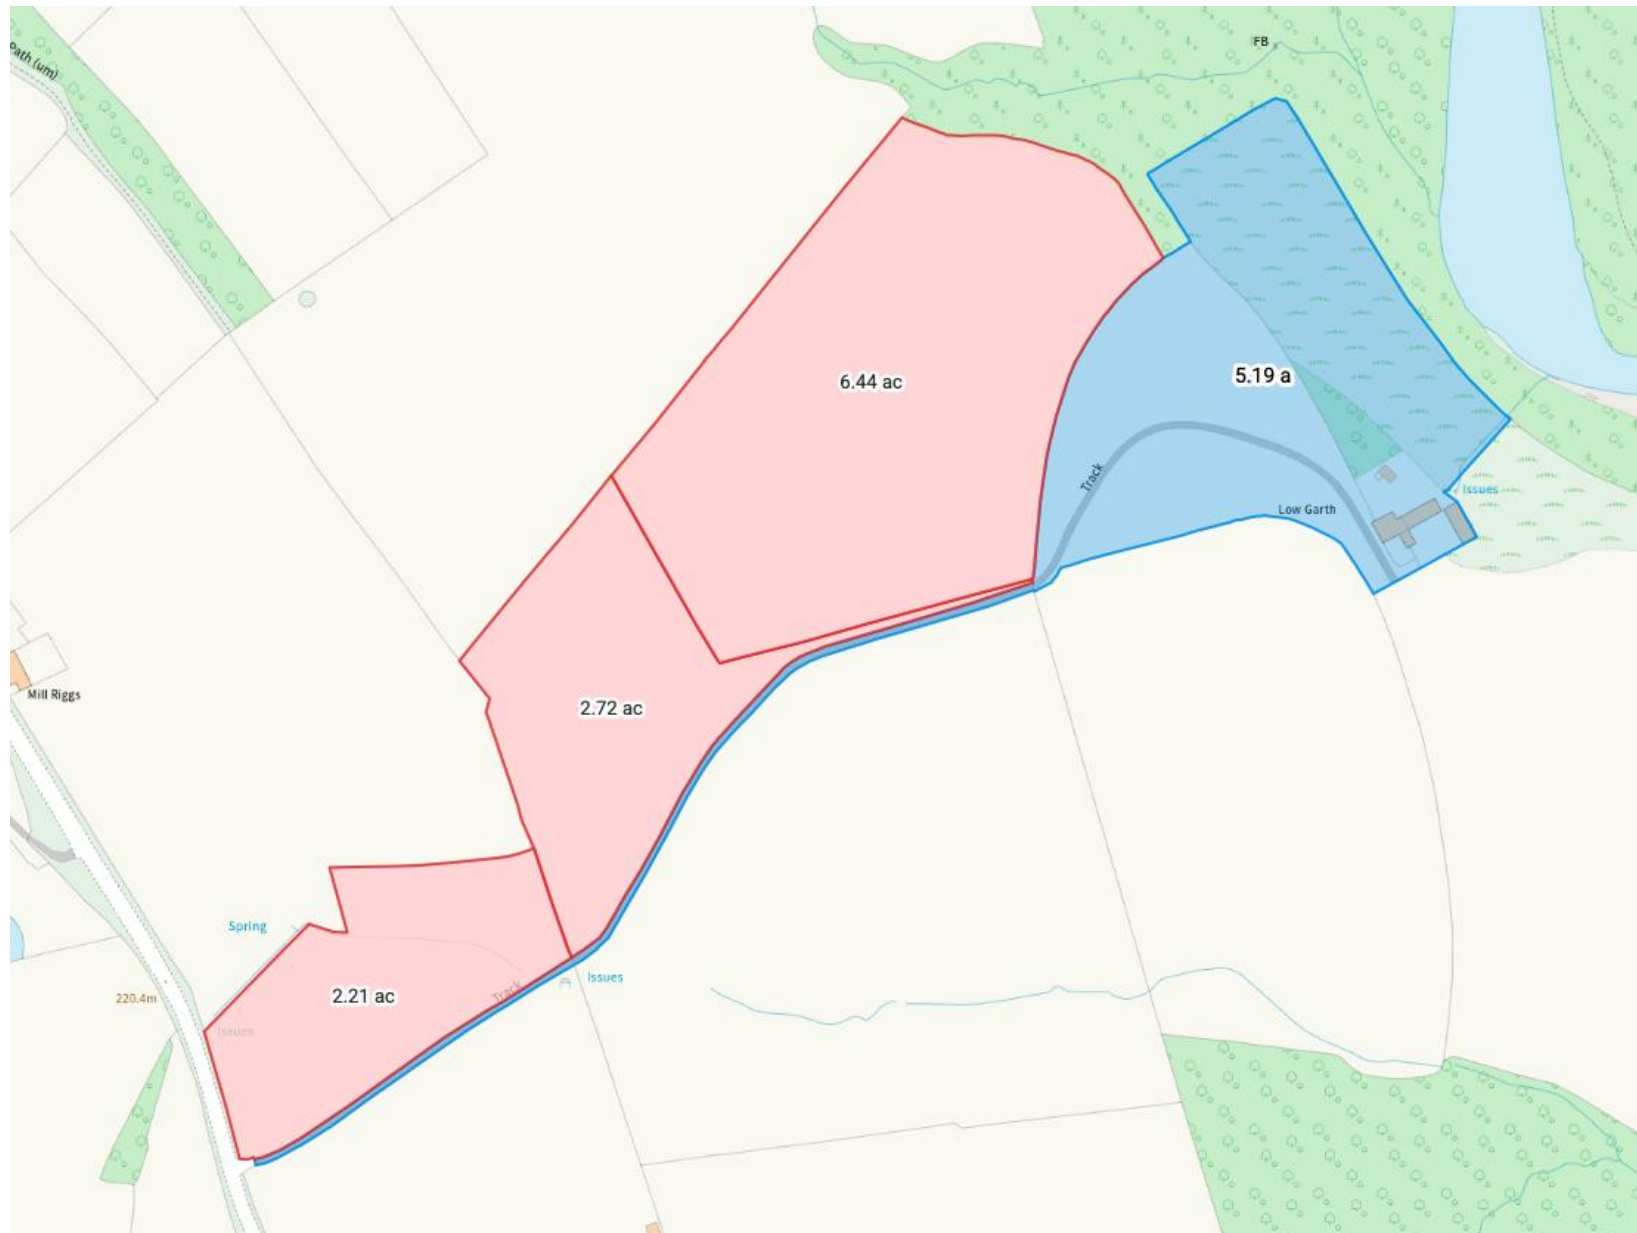 Path (um)
FB
6.44 ac
5.19 a
Track
Issues
Low Garth
Mill Riggs
2.72 ac
Spring
Issues
220.4m
2.21 ac
Track
Issues